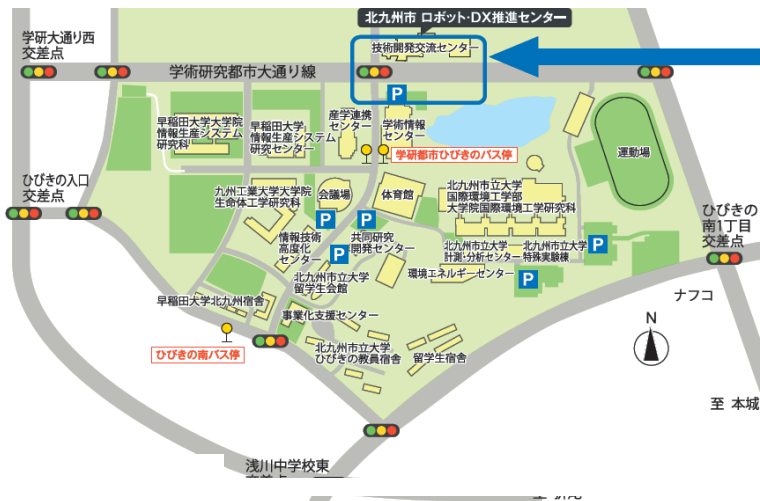 北九州市 ロボット・DX推進センター
技術開発交流センター
学研大通り西
交差点
学術研究都市大通り線
P
早稲田大学大学院
情報生産システム
研究科
早稲田大学
情報生産システム
研究センター
産学連携
センター
学術情報
センター
学研都市ひびきのバス停
運動場
ひびきの入口
交差点
九州工業大学大学院
生命体工学研究科
会議場
体育館
北九州市立大学
国際環境工学部
大学院国際環境工学研究科
ひびきの
南1丁目
交差点
P
P
情報技術
高度化
センター
共同研究
開発センター
P
北九州市立大学
計測・分析センター
北九州市立大学
特殊実験棟
P
環境エネルギーセンター
P
北九州市立大学
留学生会館
ナフコ
早稲田大学北九州宿舎
事業化支援センター
N
ひびきの南バス停
北九州市立大学
ひびきの教員宿舎
留学生宿舎
至 本城
浅川中学校東